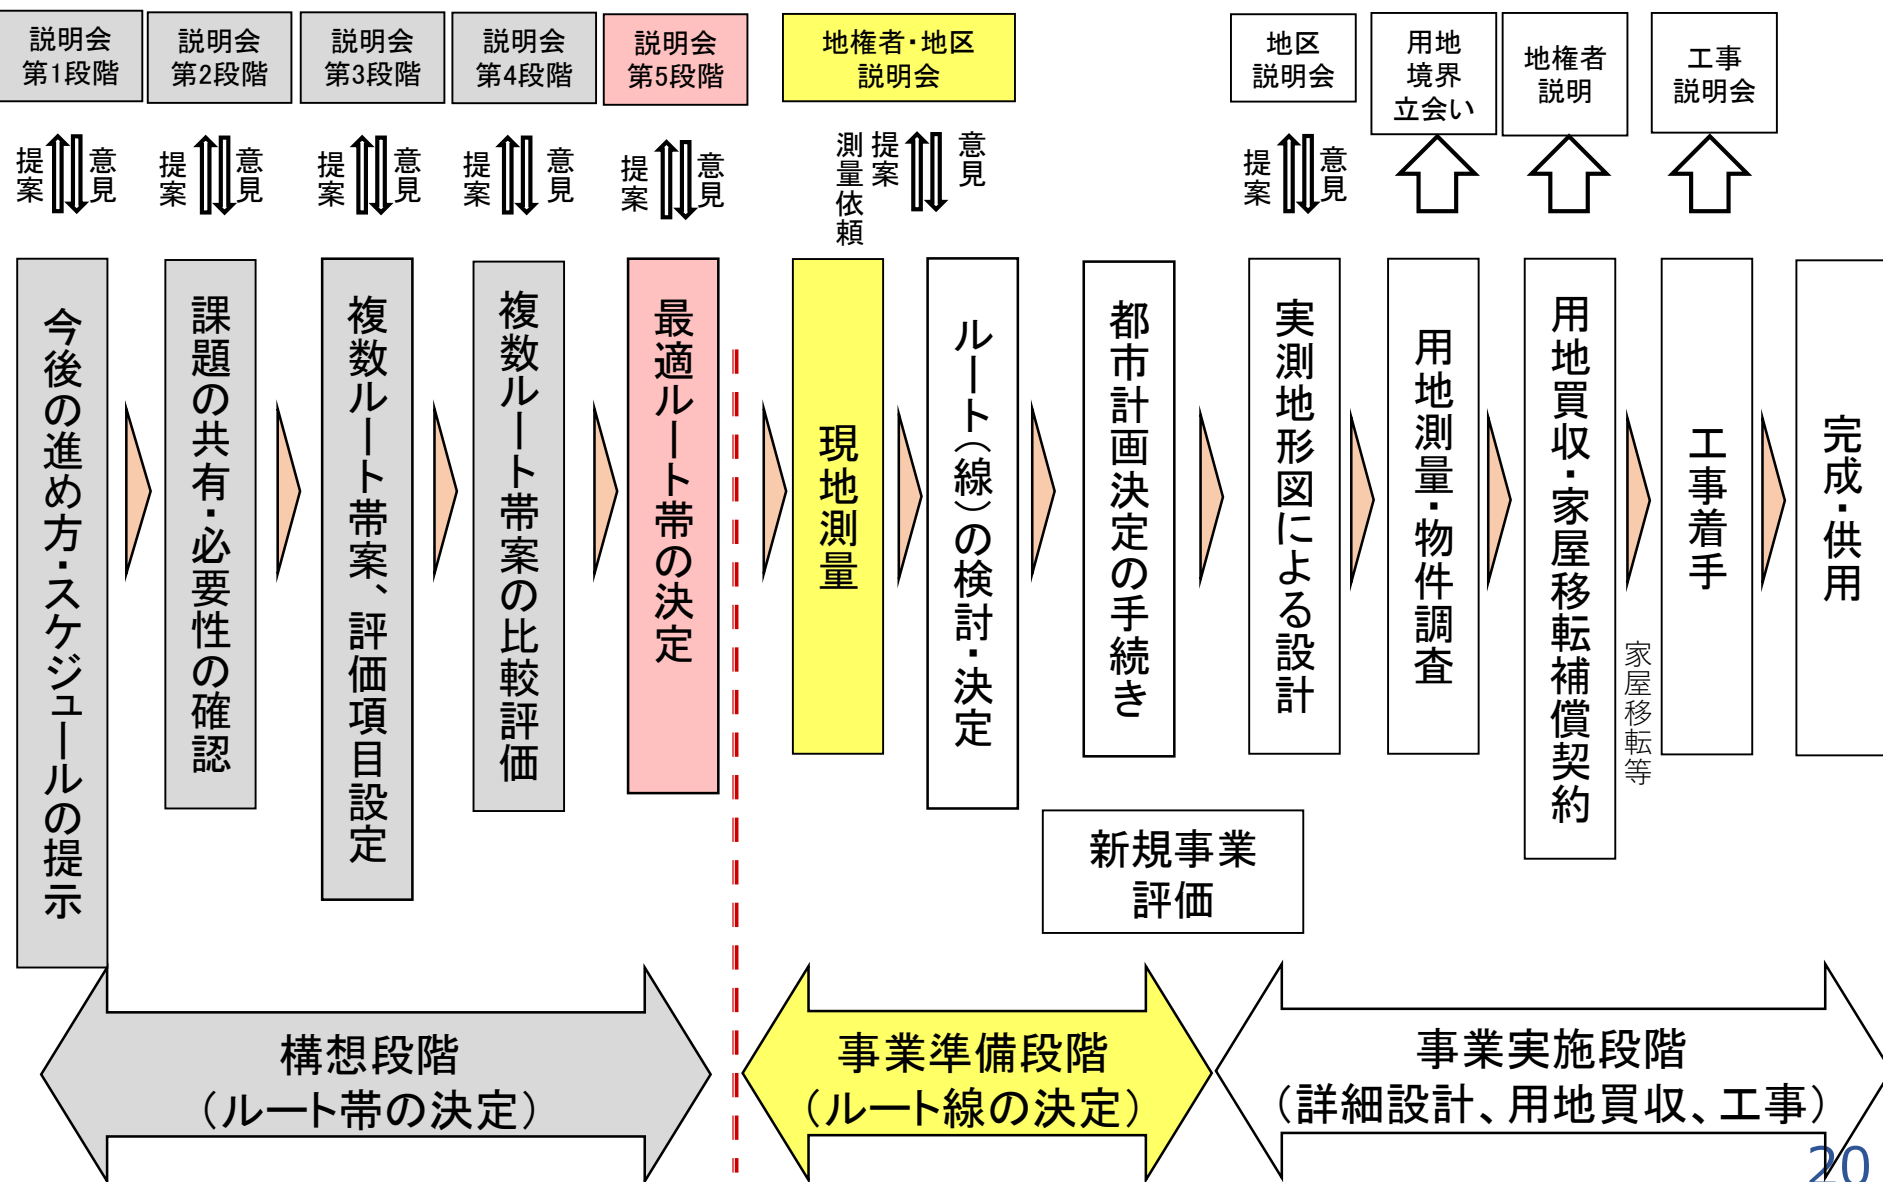 説明会
第1段階
説明会
第2段階
説明会
第3段階
説明会
第4段階
説明会
第5段階
地権者・地区
説明会
地区
説明会
用地
境界
立会い
地権者
説明
工事
説明会
提案
意見
提案
意見
提案
意見
提案
意見
提案
意見
測量依頼
提案
意見
提案
意見
今後の進め方・スケジュールの提示
課題の共有・必要性の確認
複数ルート帯案、評価項目設定
複数ルート帯案の比較評価
最適ルート帯の決定
現地測量
ルート(線)の検討・決定
都市計画決定の手続き
実測地形図による設計
用地測量・物件調査
用地買収・家屋移転補償契約
家屋移転等
工事着手
完成・供用
新規事業
評価
構想段階
(ルート帯の決定)
事業準備段階
(ルート線の決定)
事業実施段階
(詳細設計、用地買収、工事)
20